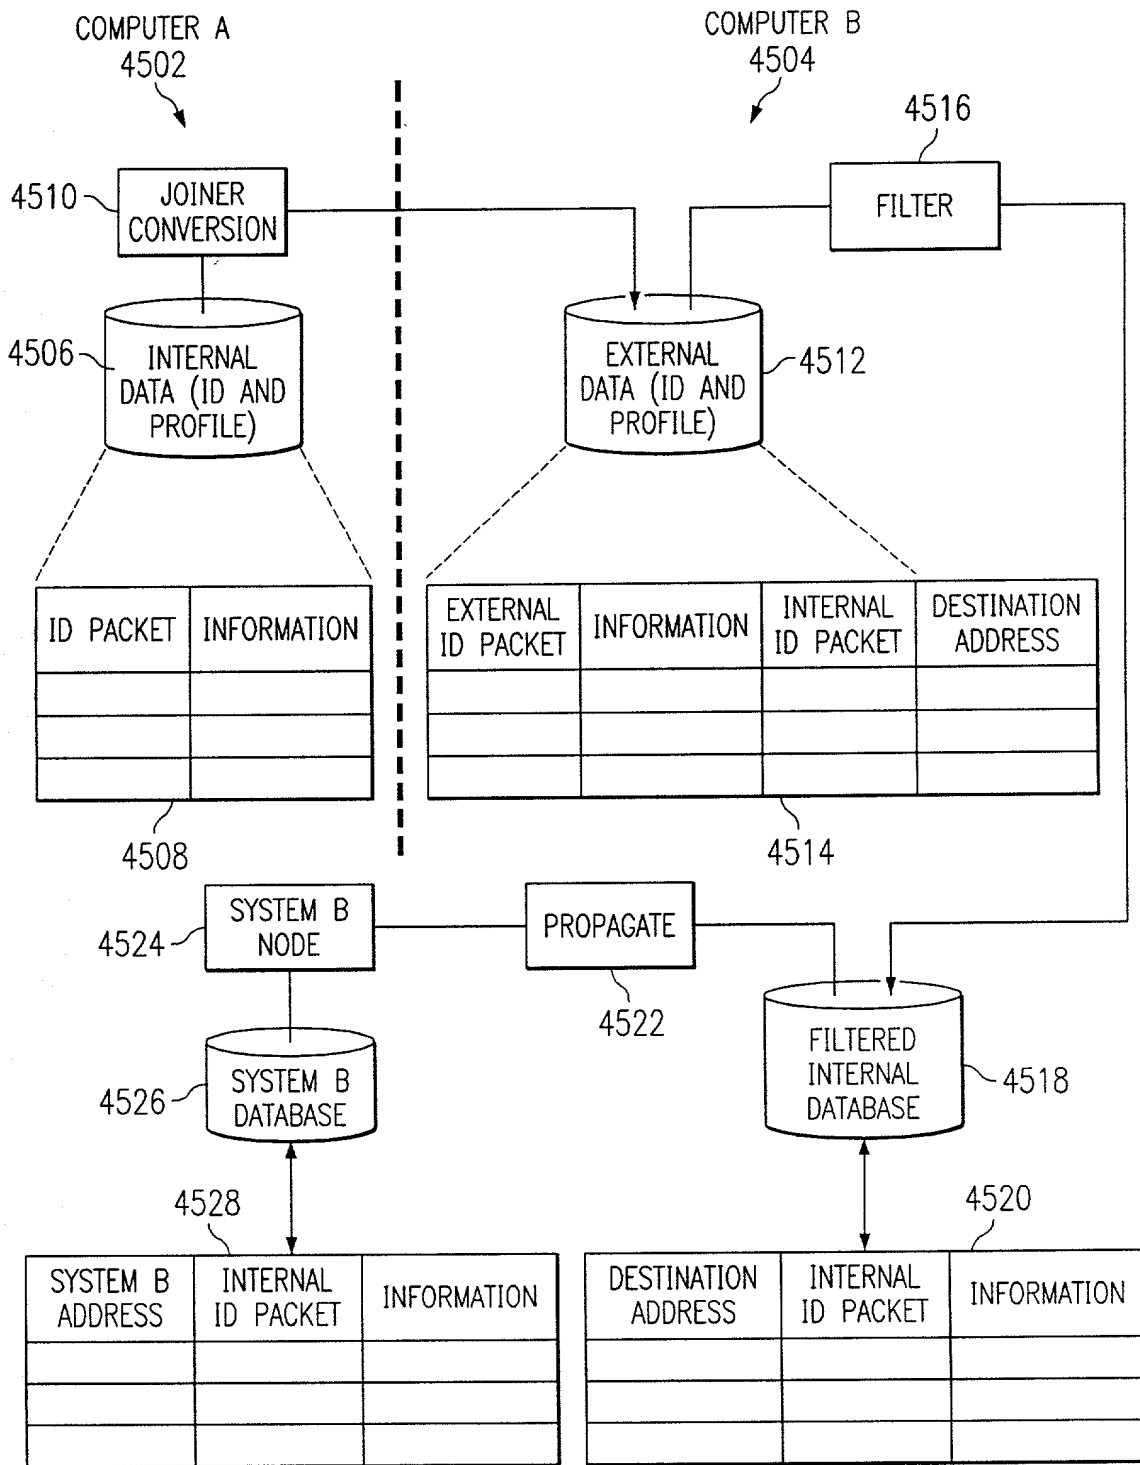 COMPUTER A
4502
COMPUTER B
4504
4516
4510
JOINER
CONVERSION
FILTER
4506
INTERNAL
DATA (ID AND
PROFILE)
EXTERNAL
DATA (ID AND
PROFILE)
4512
ID PACKET
INFORMATION
EXTERNAL
ID PACKET
INFORMATION
INTERNAL
ID PACKET
DESTINATION
ADDRESS
4508
4514
4524
SYSTEM B
NODE
PROPAGATE
4522
4526
SYSTEM B
DATABASE
FILTERED
INTERNAL
DATABASE
4518
4528
4520
SYSTEM B
ADDRESS
INTERNAL
ID PACKET
INFORMATION
DESTINATION
ADDRESS
INTERNAL
ID PACKET
INFORMATION